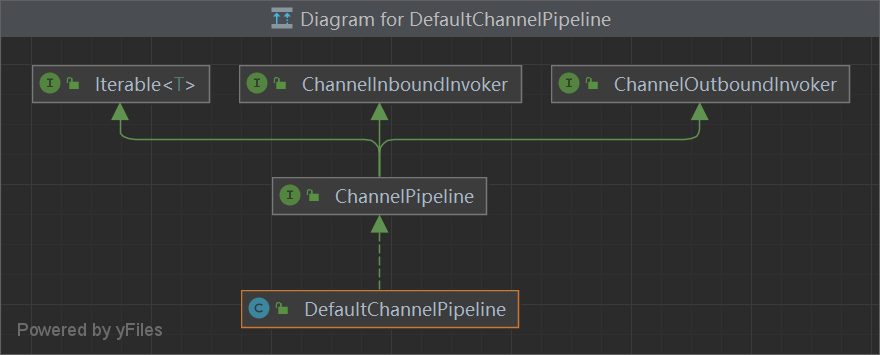 Diagram for DefaultChannelPipeline
I Iterable<T>
I ChannelInboundInvoker
I ChannelOutboundInvoker
I ChannelPipeline
C DefaultChannelPipeline
Powered by yFiles